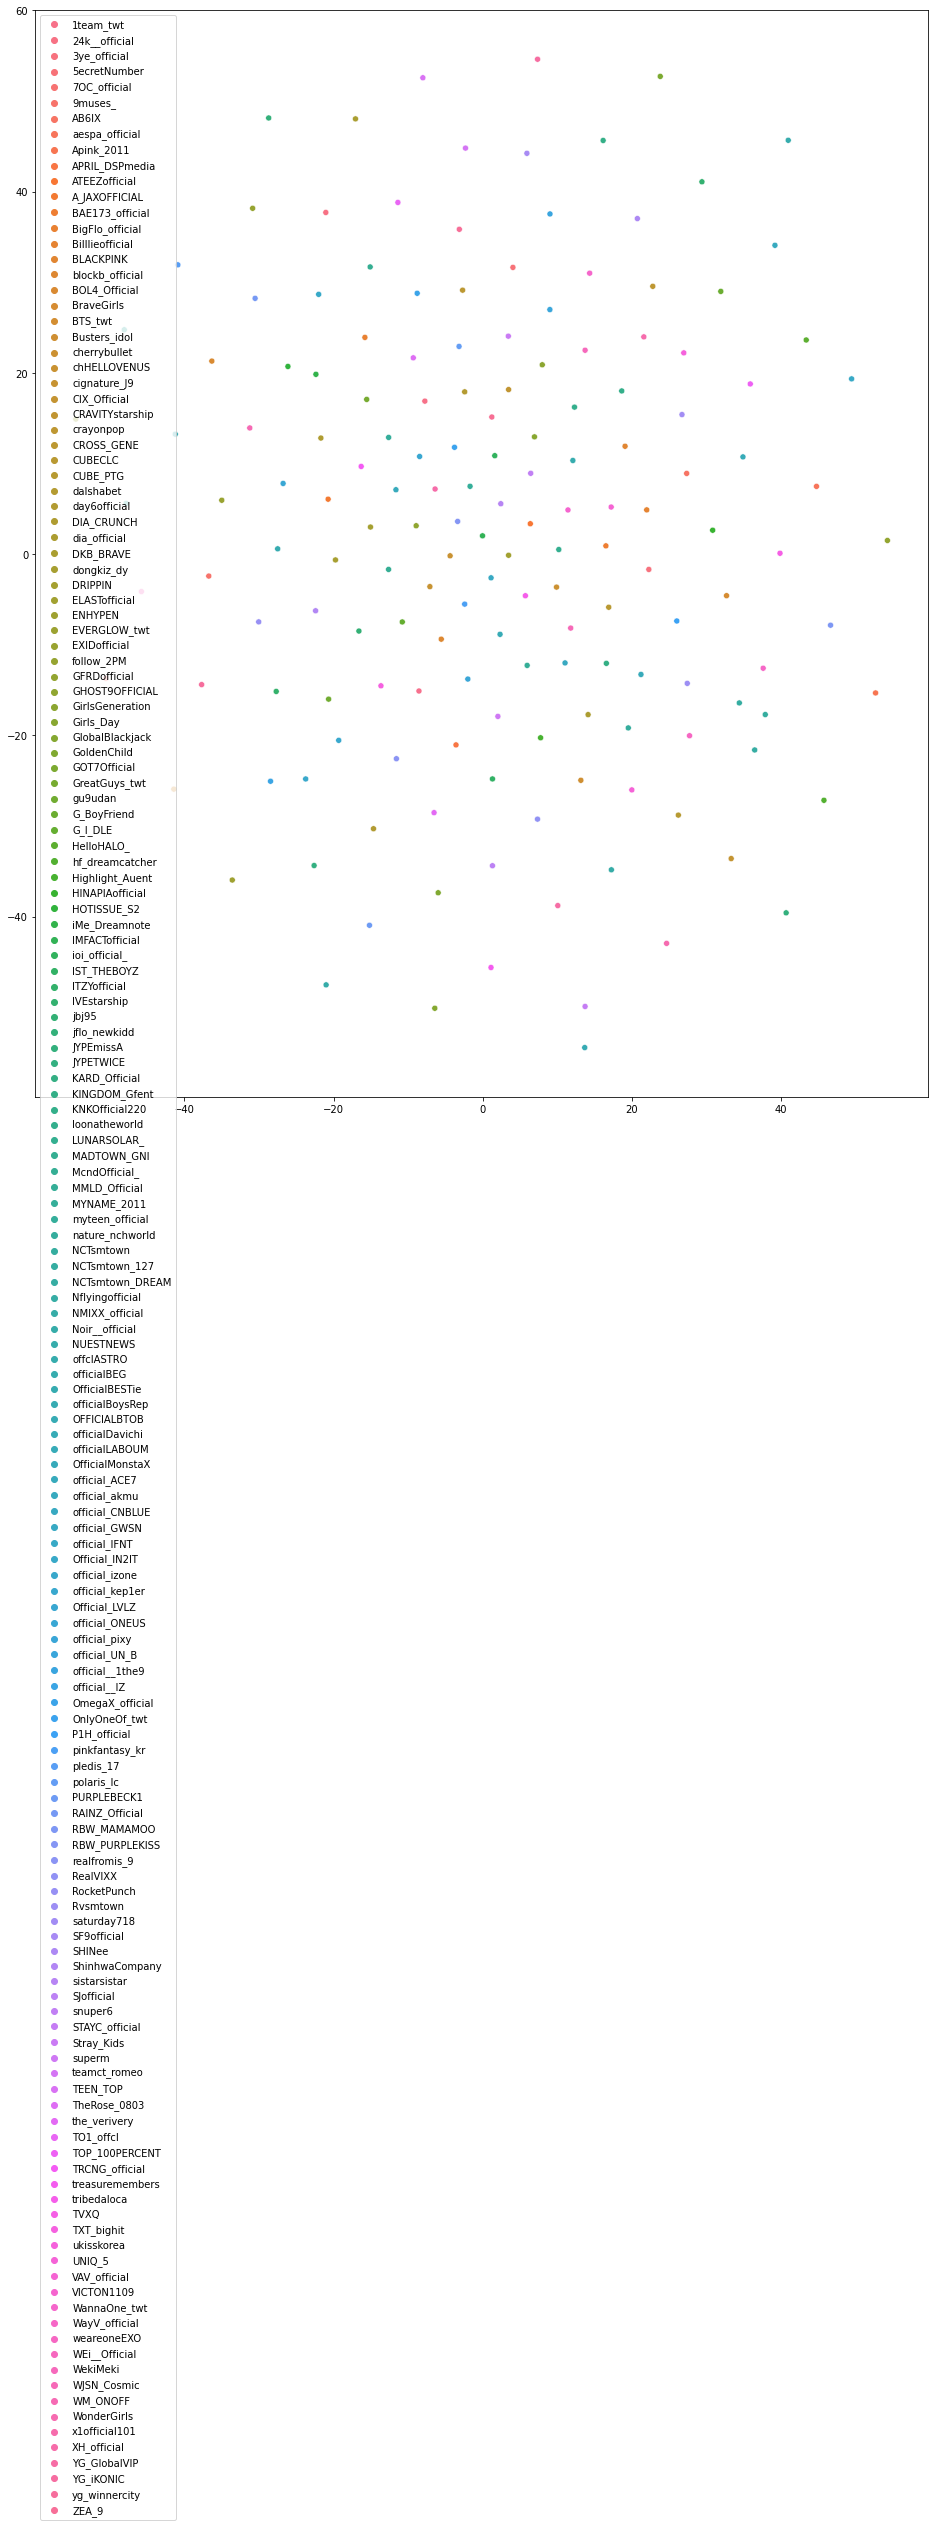 60
40
20
0
−20
−40
−40
−20
0
20
40
1team_twt
24k__official
3ye_official
5ecretNumber
7OC_official
9muses_
AB6IX
aespa_official
Apink_2011
APRIL_DSPmedia
ATEEZofficial
A_JAXOFFICIAL
BAE173_official
BigFlo_official
Billlieofficial
BLACKPINK
blockb_official
BOL4_Official
BraveGirls
BTS_twt
Busters_idol
cherrybullet
chHELLOVENUS
cignature_J9
CIX_Official
CRAVITYstarship
crayonpop
CROSS_GENE
CUBECLC
CUBE_PTG
dalshabet
day6official
DIA_CRUNCH
dia_official
DKB_BRAVE
dongkiz_dy
DRIPPIN
ELASTofficial
ENHYPEN
EVERGLOW_twt
EXIDofficial
follow_2PM
GFRDofficial
GHOST9OFFICIAL
GirlsGeneration
Girls_Day
GlobalBlackjack
GoldenChild
GOT7Official
GreatGuys_twt
gu9udan
G_BoyFriend
G_I_DLE
HelloHALO_
hf_dreamcatcher
Highlight_Auent
HINAPIAofficial
HOTISSUE_S2
iMe_Dreamnote
IMFACTofficial
ioi_official_
IST_THEBOYZ
ITZYofficial
IVEstarship
jbj95
jflo_newkidd
JYPEmissA
JYPETWICE
KARD_Official
KINGDOM_Gfent
KNKOfficial220
loonatheworld
LUNARSOLAR_
MADTOWN_GNI
McndOfficial_
MMLD_Official
MYNAME_2011
myteen_official
nature_nchworld
NCTsmtown
NCTsmtown_127
NCTsmtown_DREAM
Nflyingofficial
NMIXX_official
Noir__official
NUESTNEWS
offclASTRO
officialBEG
OfficialBESTie
officialBoysRep
OFFICIALBTOB
officialDavichi
officialLABOUM
OfficialMonstaX
official_ACE7
official_akmu
official_CNBLUE
official_GWSN
official_IFNT
Official_IN2IT
official_izone
official_kep1er
Official_LVLZ
official_ONEUS
official_pixy
official_UN_B
official__1the9
official__IZ
OmegaX_official
OnlyOneOf_twt
P1H_official
pinkfantasy_kr
pledis_17
polaris_lc
PURPLEBECK1
RAINZ_Official
RBW_MAMAMOO
RBW_PURPLEKISS
realfromis_9
RealVIXX
RocketPunch
Rvsmtown
saturday718
SF9official
SHINee
ShinhwaCompany
sistarsistar
SJofficial
snuper6
STAYC_official
Stray_Kids
superm
teamct_romeo
TEEN_TOP
TheRose_0803
the_verivery
TO1_offcl
TOP_100PERCENT
TRCNG_official
treasuremembers
tribedaloca
TVXQ
TXT_bighit
ukisskorea
UNIQ_5
VAV_official
VICTON1109
WannaOne_twt
WayV_official
weareoneEXO
WEi__Official
WekiMeki
WJSN_Cosmic
WM_ONOFF
WonderGirls
x1official101
XH_official
YG_GlobalVIP
YG_iKONIC
yg_winnercity
ZEA_9